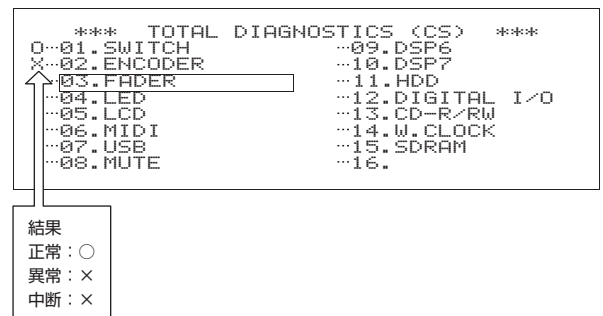 *** TOTAL DIAGNOSTICS (CS) ***
O…01.SWITCH …09.DSP6
X…02.ENCODER …10.DSP7
…03.FADER …11.HDD
…04.LED …12.DIGITAL I/O
…05.LCD …13.CD-R/RW
…06.MIDI …14.W.CLOCK
…07.USB …15.SDRAM
…08.MUTE …16.
結果
正常：○
異常：×
中断：×